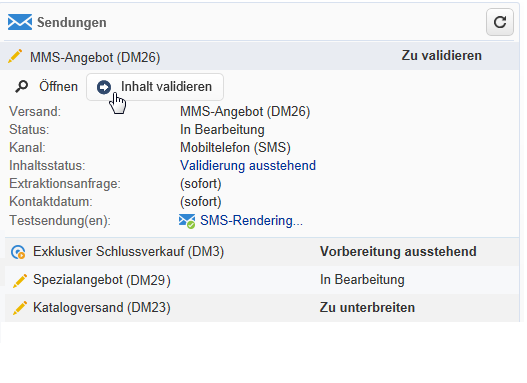 Sendungen
MMS-Angebot (DM26) Zu validieren
Öffnen Inhalt validieren
Versand: MMS-Angebot (DM26)
Status: In Bearbeitung
Kanal: Mobiltelefon (SMS)
Inhaltsstatus: Validierung ausstehend
Extraktionsanfrage: (sofort)
Kontaktdatum: (sofort)
Testsendung(en): SMS-Rendering...
Exklusiver Schlussverkauf (DM3) Vorbereitung ausstehend
Spezialangebot (DM29) In Bearbeitung
Katalogversand (DM23) Zu unterbreiten